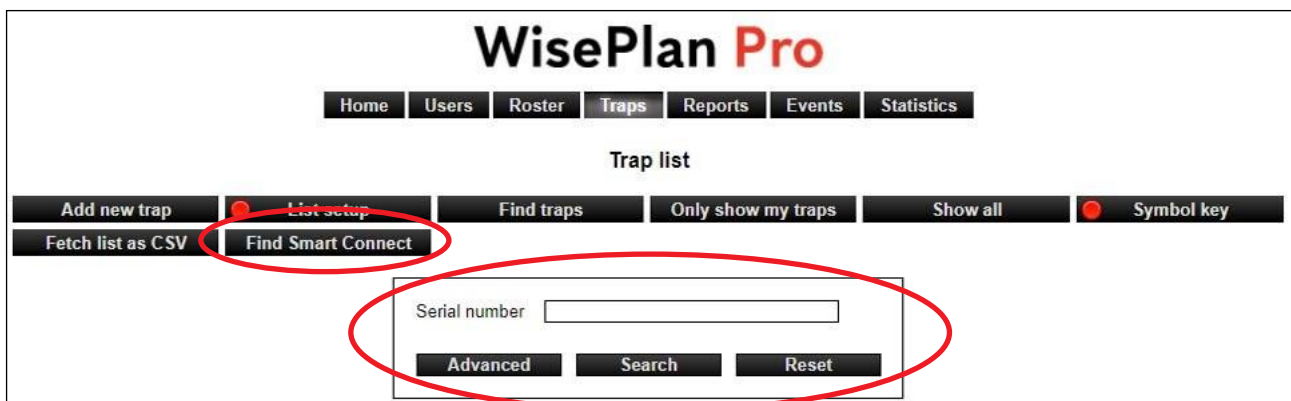 WisePlan Pro
Home Users Roster Traps Reports Events Statistics
Trap list
Add new trap List setup Find traps Only show my traps Show all Symbol key
Fetch list as CSV Find Smart Connect
Serial number
Advanced Search Reset